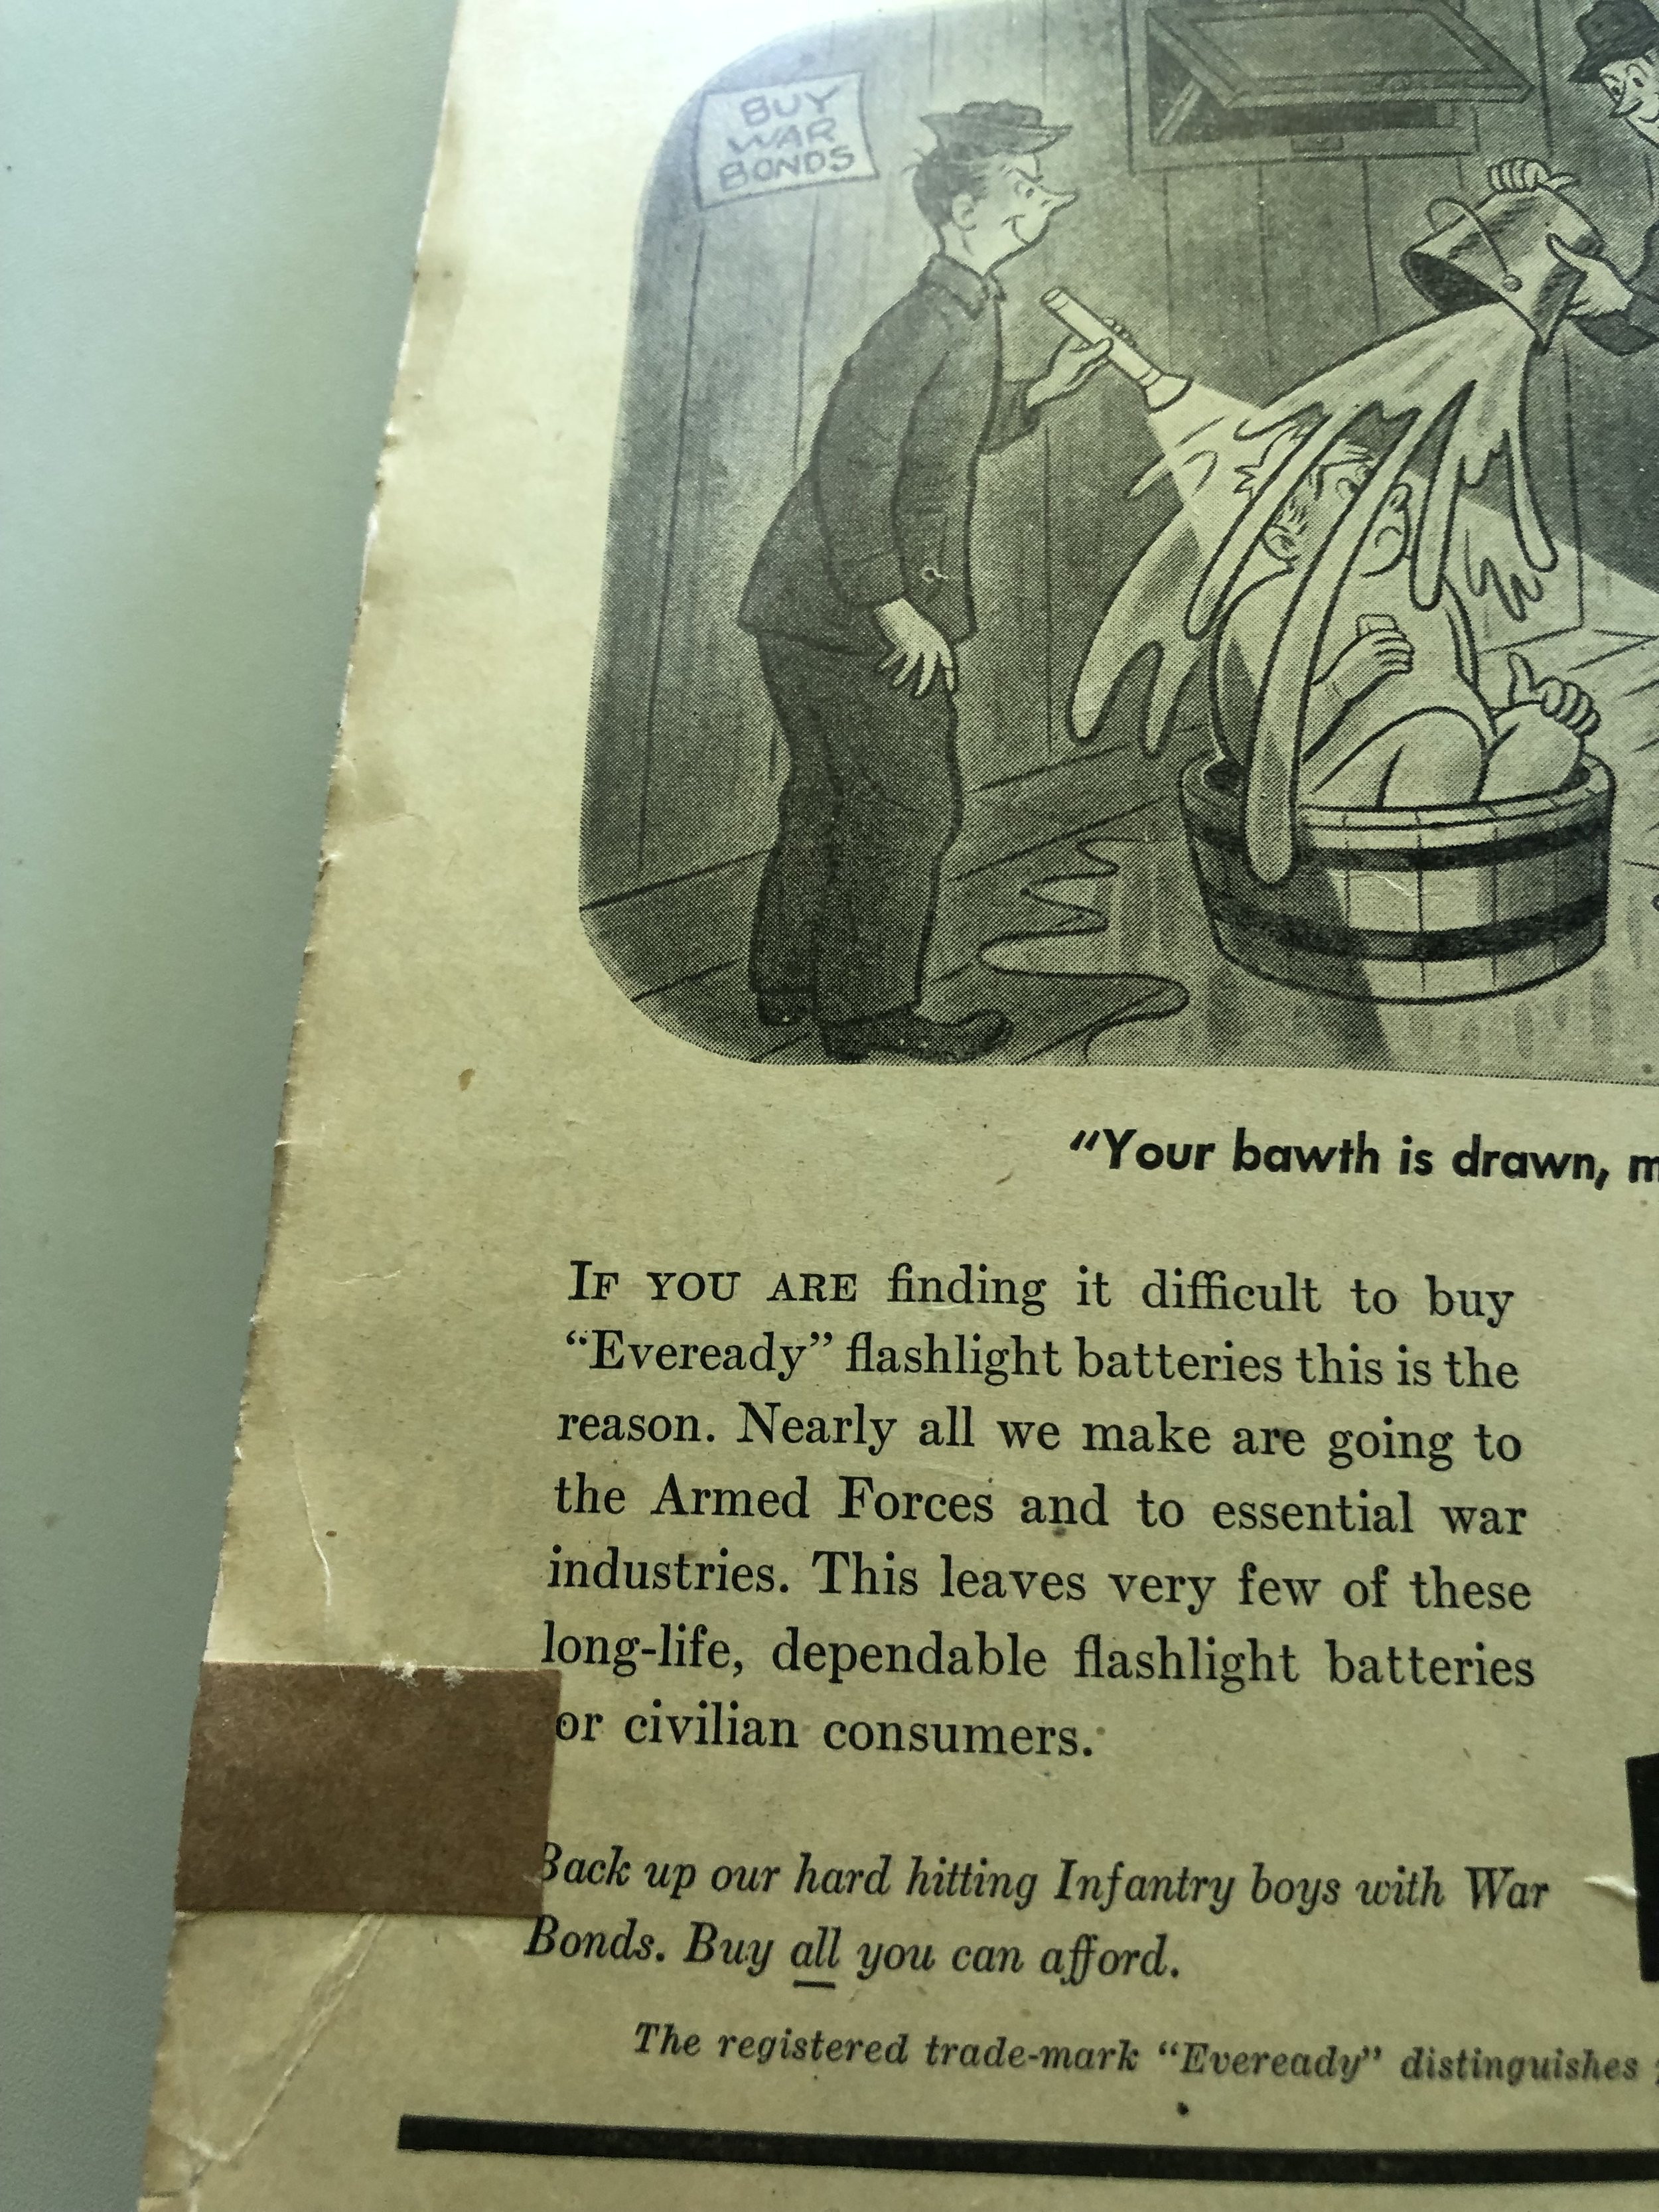 BUY
WAR
BONDS
"Your bawth is drawn,
IF YOU ARE finding it difficult to buy
"Eveready" flashlight batteries this is the
reason. Nearly all we make are going to
the Armed Forces and to essential war
industries. This leaves very few of these
long-life, dependable flashlight batteries
or civilian consumers.
Back up our hard hitting Infantry boys with War
Bonds. Buy all you can afford.
The registered trade-mark "Eveready" distinguishes